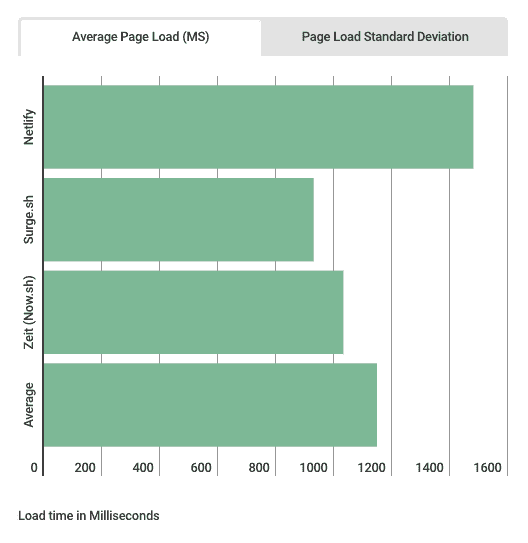 Average Page Load (MS)
Page Load Standard Deviation
Netlify
Surge.sh
Zeit (Now.sh)
Average
0 200 400 600 800 1000 1200 1400 1600
Load time in Milliseconds